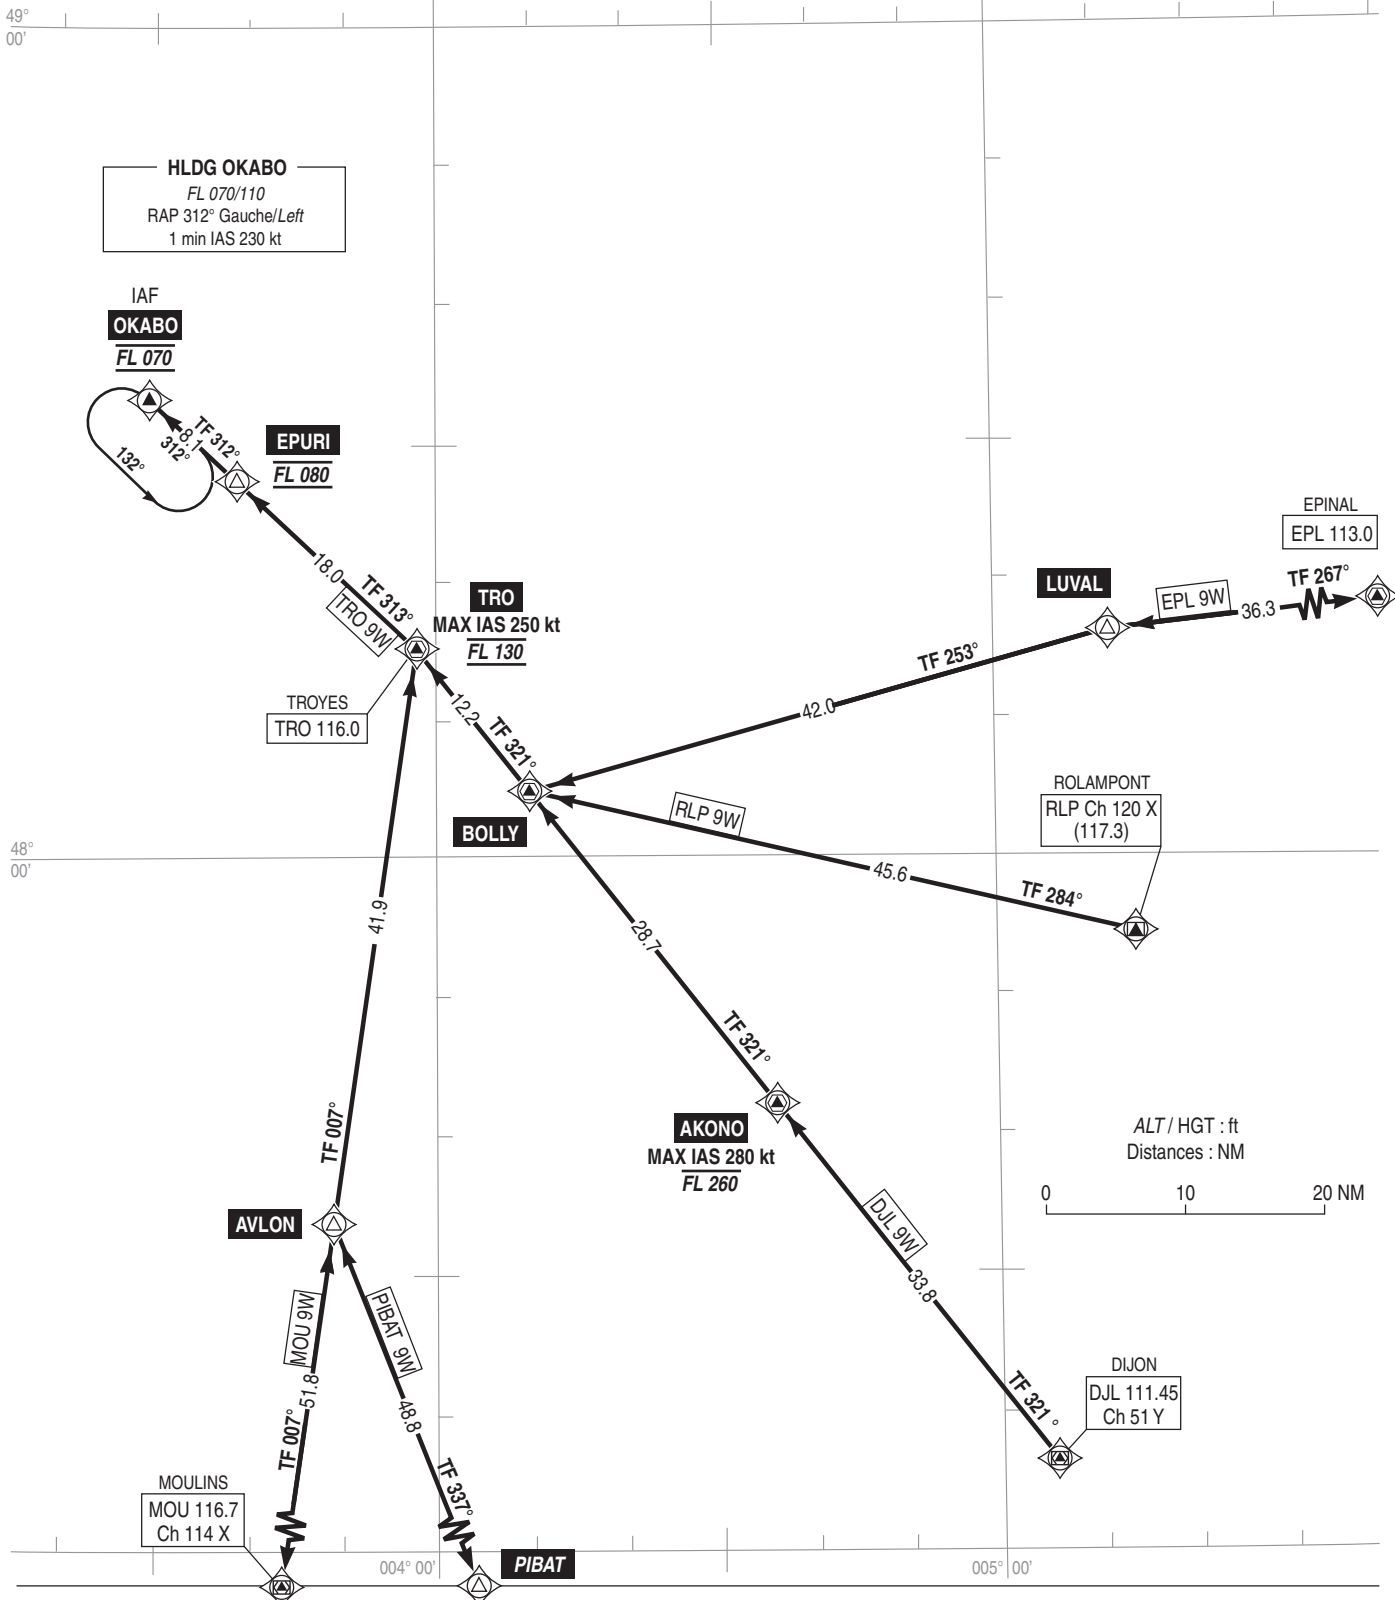 49°
00'
HLDG OKABO
FL 070/110
RAP 312° Gauche/Left
1 min IAS 230 kt
IAF
OKABO
FL 070
TF 312°
8.1
312°
132°
EPURI
FL 080
EPINAL
EPL 113.0
18.0
TF 313°
TRO 9W
TRO
MAX IAS 250 kt
FL 130
LUVAL
TF 267°
EPL 9W
36.3
TF 253°
42.0
TROYES
TRO 116.0
12.2
TF 321°
BOLLY
RLP 9W
ROLAMPONT
RLP Ch 120 X
(117.3)
48°
00'
45.6
TF 284°
41.9
28.7
TF 321°
TF 007°
AKONO
MAX IAS 280 kt
FL 260
ALT / HGT : ft
Distances : NM
0 10 20 NM
AVLON
DJL 9W
33.8
MOU 9W
PIBAT 9W
51.8
48.8
TF 007°
TF 337°
TF 321 °
DIJON
DJL 111.45
Ch 51 Y
MOULINS
MOU 116.7
Ch 114 X
004° 00'
PIBAT
005° 00'